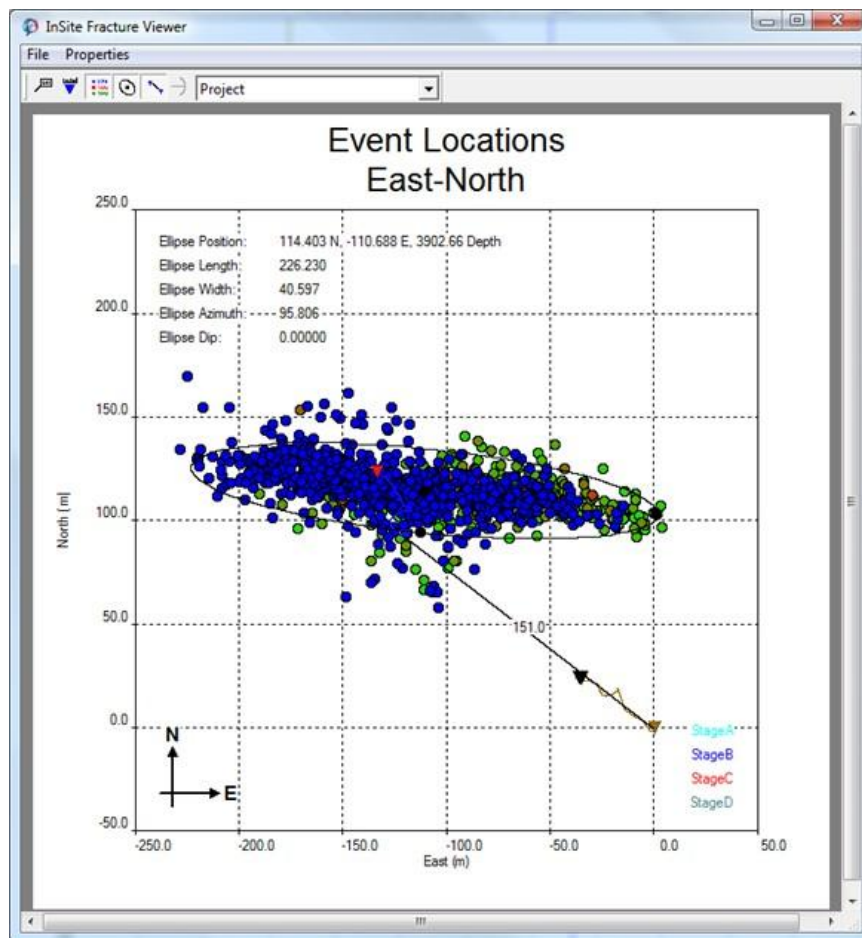 InSite Fracture Viewer
File Properties
Project
Event Locations
East-North
250.0
200.0
150.0
100.0
50.0
0.0
-50.0
North [m]
Ellipse Position: 114.403 N, -110.688 E, 3902.66 Depth
Ellipse Length: 226.230
Ellipse Width: 40.597
Ellipse Azimuth: 95.806
Ellipse Dip: 0.00000
151.0
StageA
StageB
StageC
StageD
N
E
-250.0 -200.0 -150.0 -100.0 -50.0 0.0 50.0
East (m)